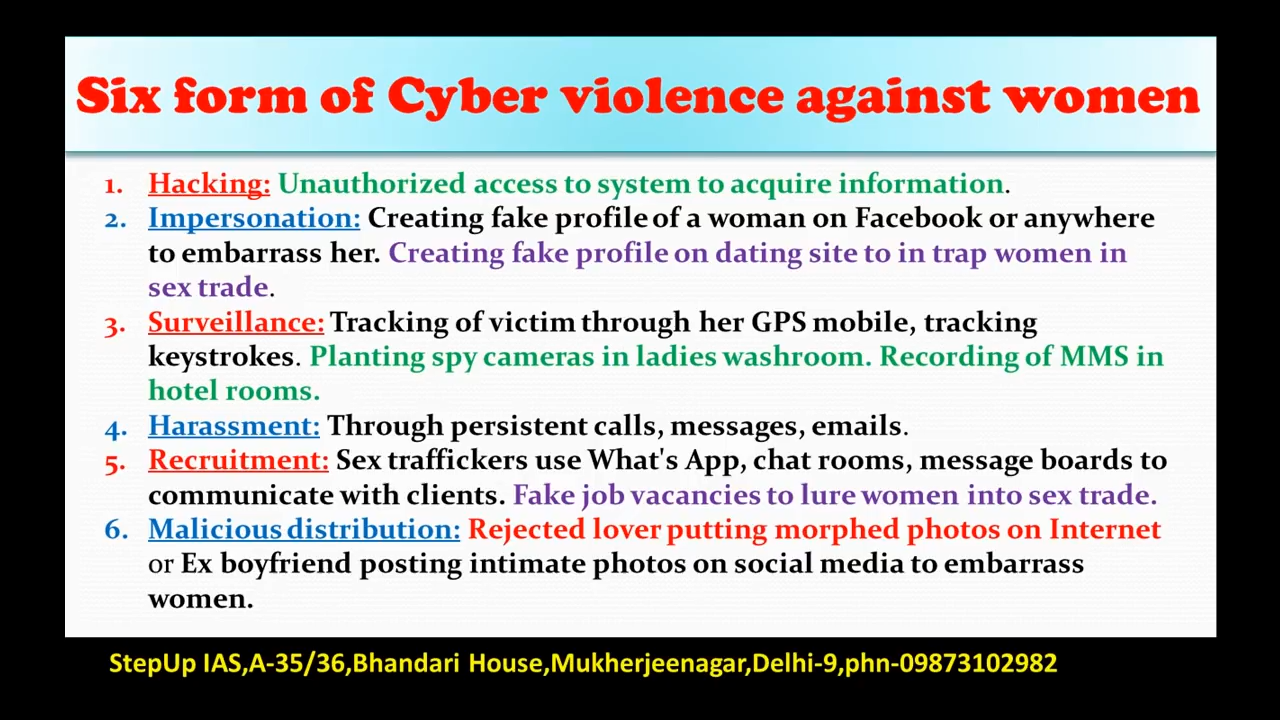 Six form of Cyber violence against women
1. Hacking: Unauthorized access to system to acquire information.
2. Impersonation: Creating fake profile of a woman on Facebook or anywhere
to embarrass her. Creating fake profile on dating site to in trap women in
sex trade.
3. Surveillance: Tracking of victim through her GPS mobile, tracking
keystrokes. Planting spy cameras in ladies washroom. Recording of MMS in
hotel rooms.
4. Harassment: Through persistent calls, messages, emails.
5. Recruitment: Sex traffickers use What's App, chat rooms, message boards to
communicate with clients. Fake job vacancies to lure women into sex trade.
6. Malicious distribution: Rejected lover putting morphed photos on Internet
or Ex boyfriend posting intimate photos on social media to embarrass
women.
StepUp IAS,A-35/36,Bhandari House,Mukherjeenagar,Delhi-9,phn-09873102982